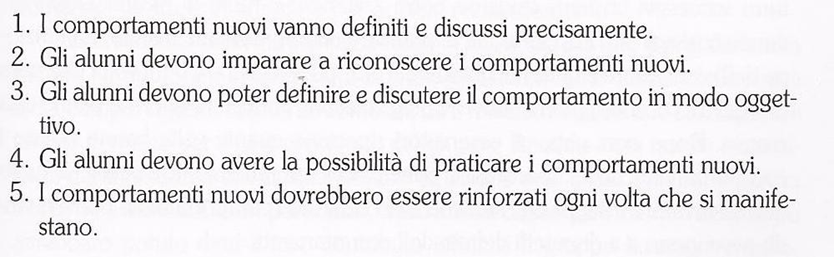 1. I comportamenti nuovi vanno definiti e discussi precisamente.
2. Gli alunni devono imparare a riconoscere i comportamenti nuovi.
3. Gli alunni devono poter definire e discutere il comportamento in modo ogget-
tivo.
4. Gli alunni devono avere la possibilità di praticare i comportamenti nuovi.
5. I comportamenti nuovi dovrebbero essere rinforzati ogni volta che si manife-
stano.